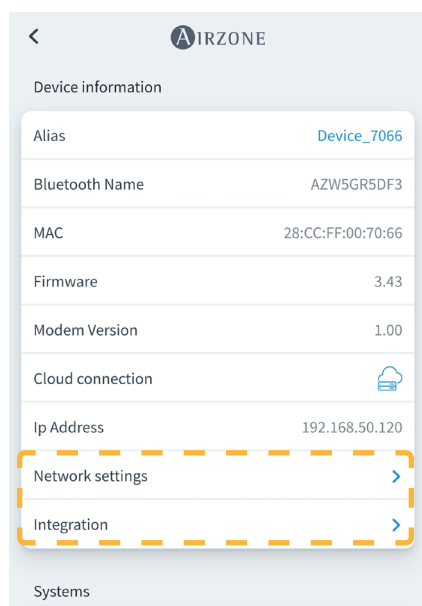 AIRZONE
Device information
Alias Device_7066
Bluetooth Name AZW5GR5DF3
MAC 28:CC:FF:00:70:66
Firmware 3.43
Modem Version 1.00
Cloud connection
Ip Address 192.168.50.120
Network settings
Integration
Systems